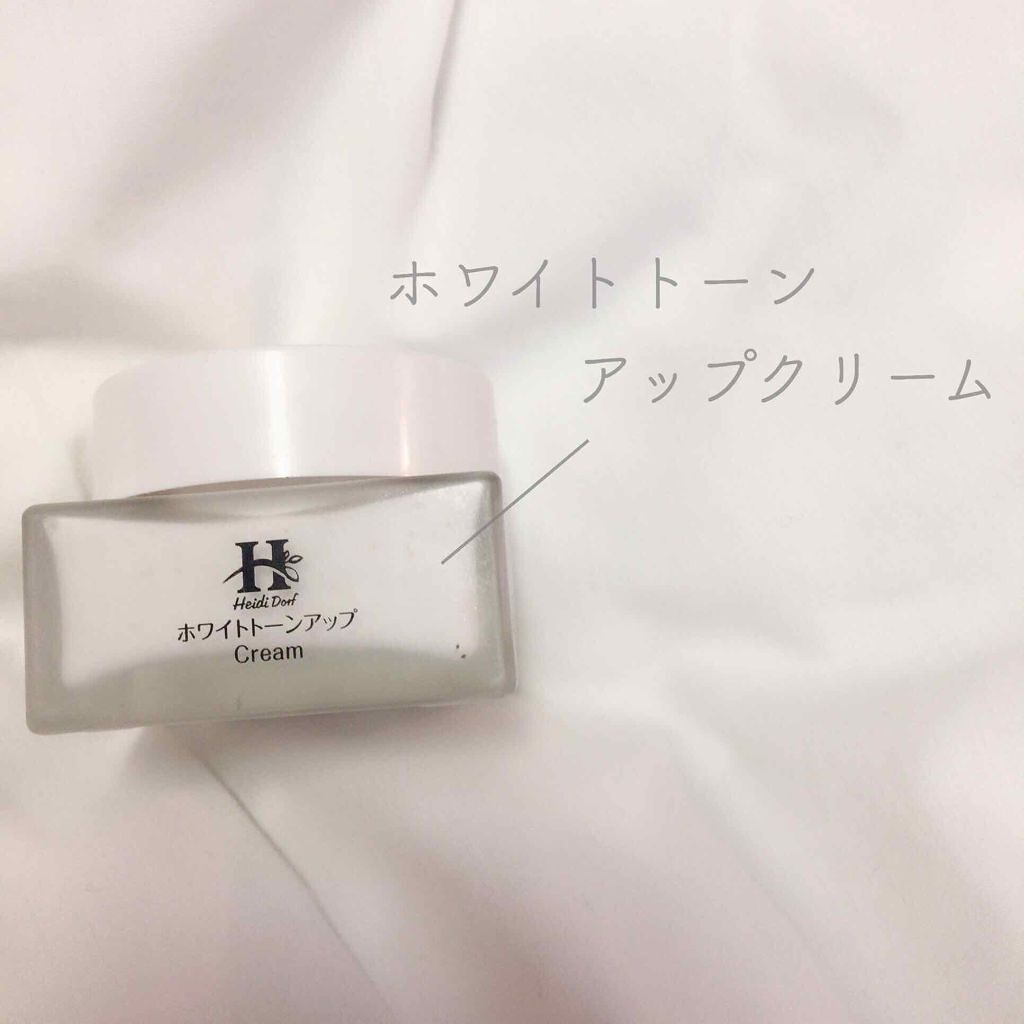 ホワイトトーン
アップクリーム
H
Heidi Dorf
ホワイトトーンアップ
Cream